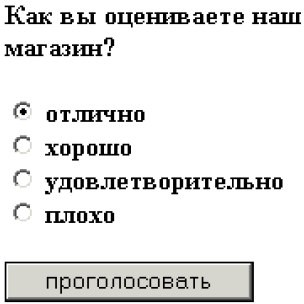 Как вы оцениваете наш
магазин?
отлично
хорошо
удовлетворительно
плохо
проголосовать